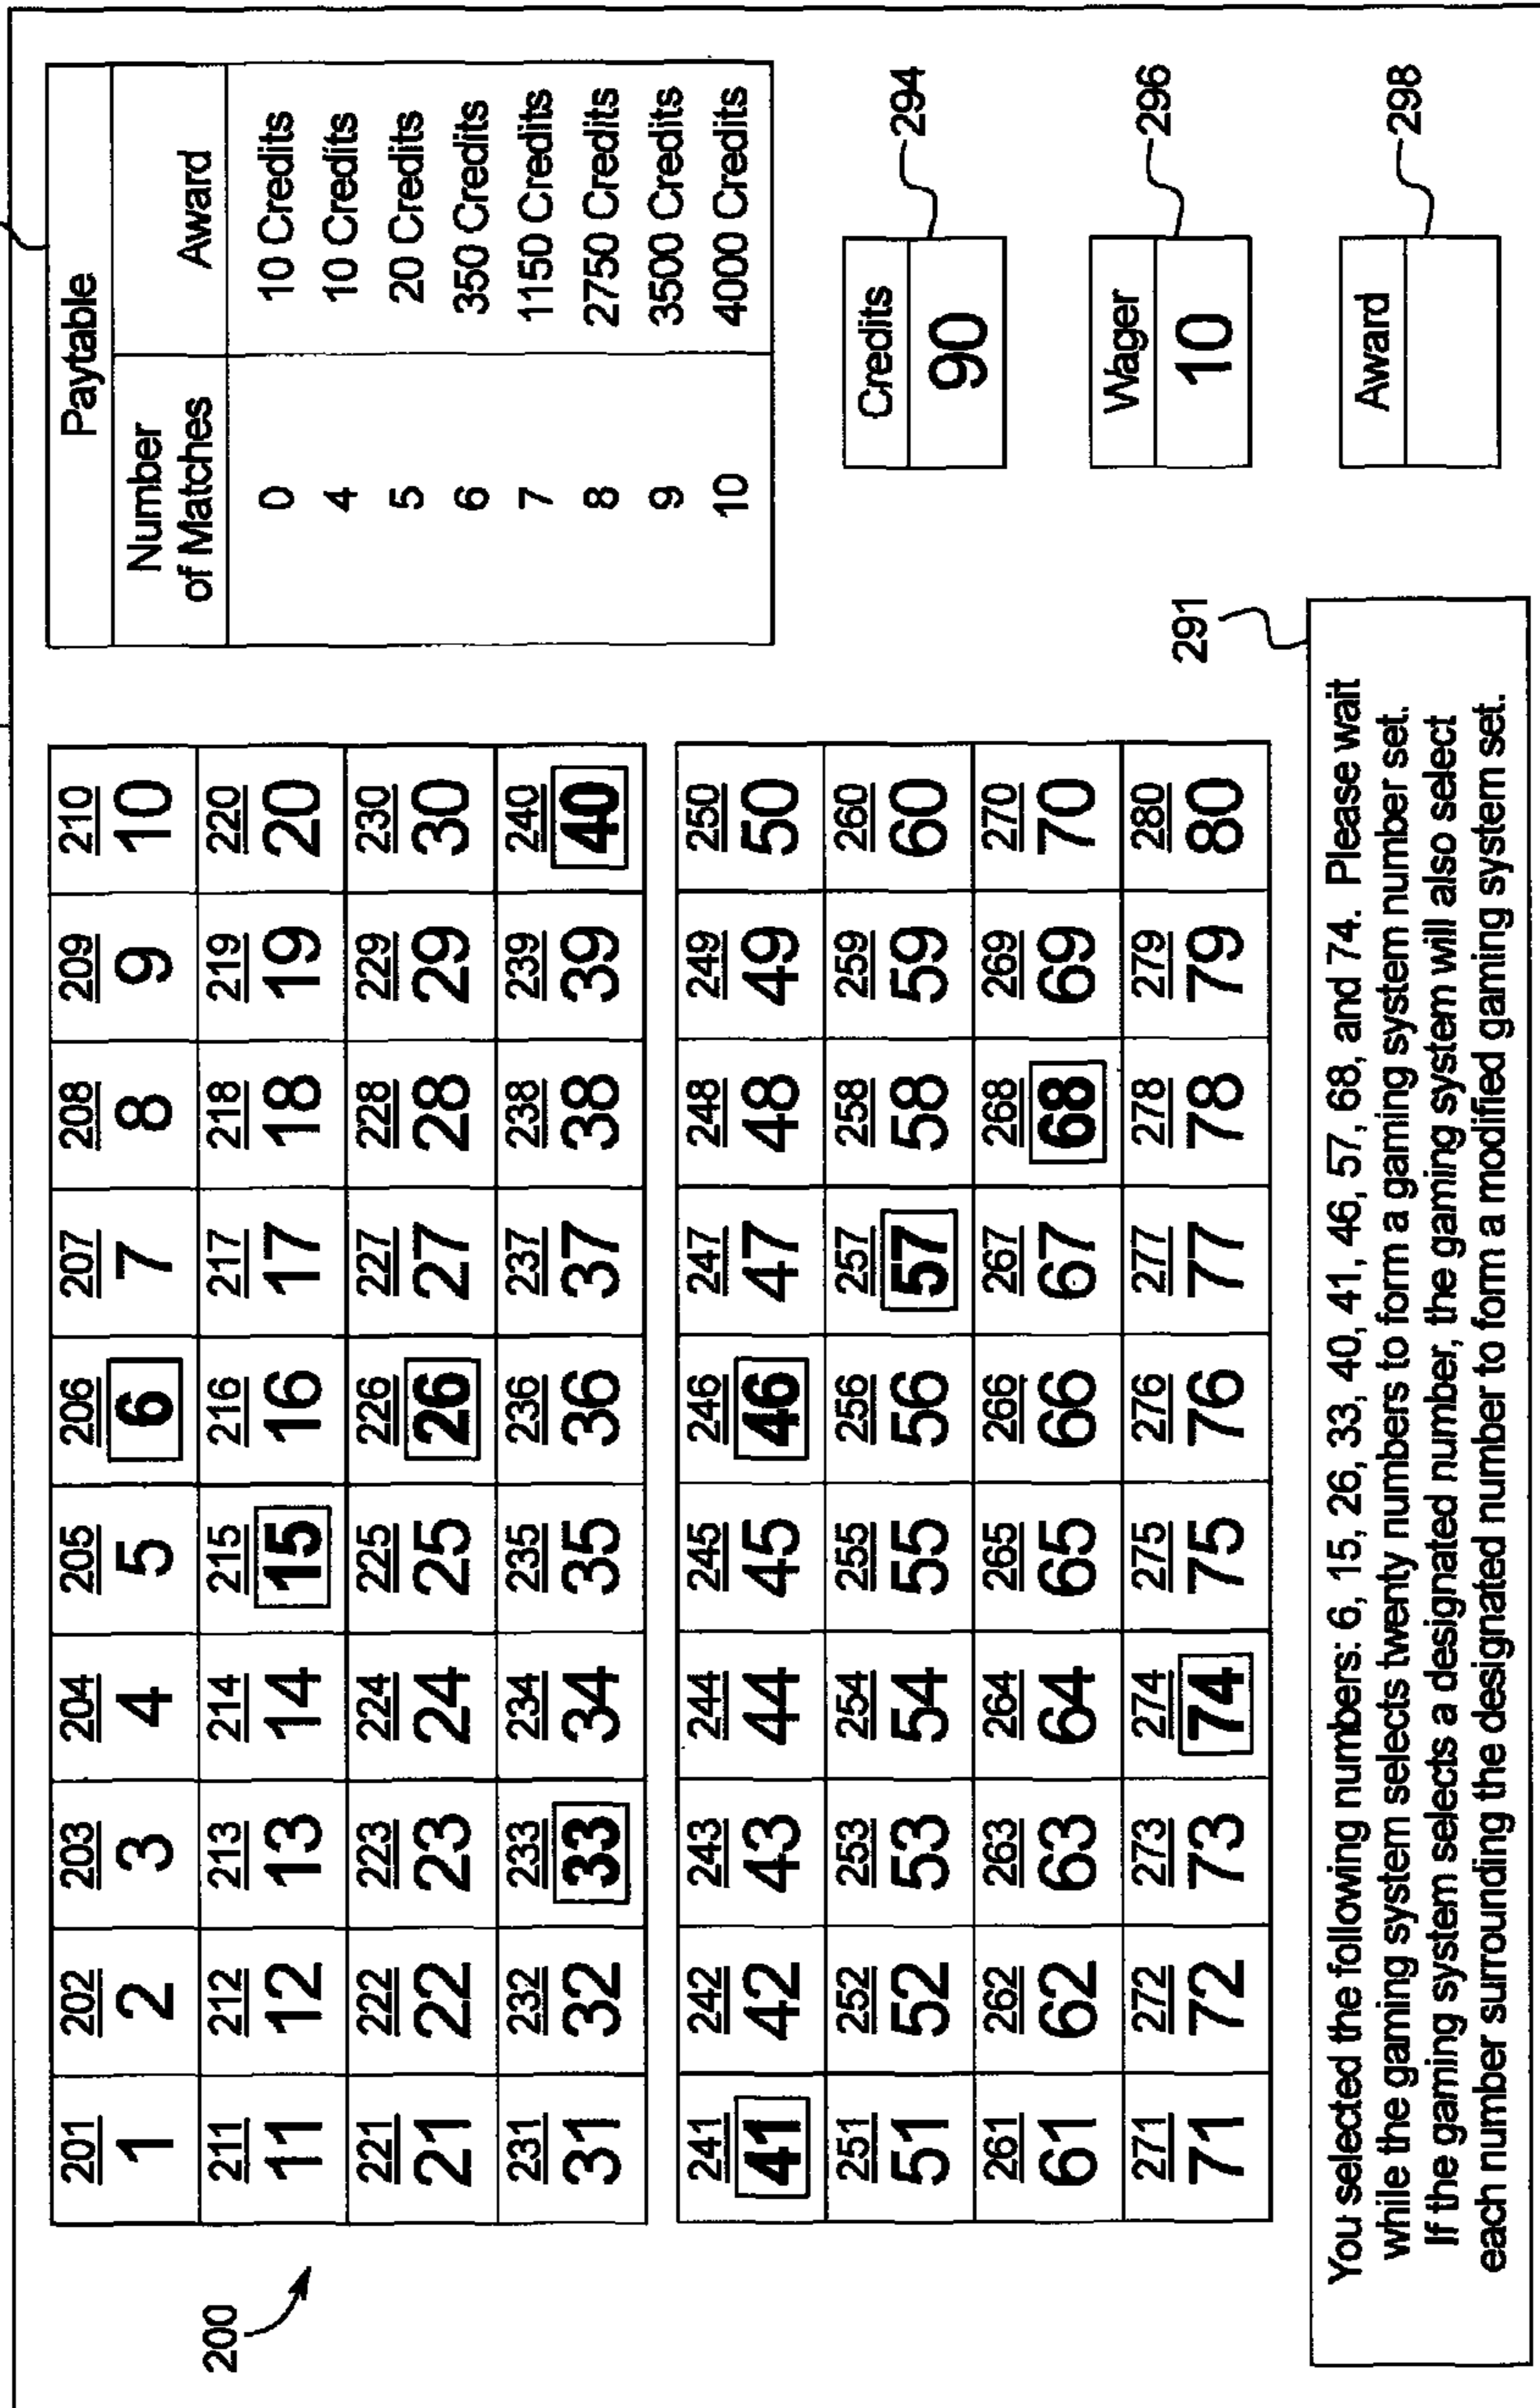 200
201 202 203 204 205 206 207 208 209 210
1 2 3 4 5 6 7 8 9 10
211 212 213 214 215 216 217 218 219 220
11 12 13 14 15 16 17 18 19 20
221 222 223 224 225 226 227 228 229 230
21 22 23 24 25 26 27 28 29 30
231 232 233 234 235 236 237 238 239 240
31 32 33 34 35 36 37 38 39 40
241 242 243 244 245 246 247 248 249 250
41 42 43 44 45 46 47 48 49 50
251 252 253 254 255 256 257 258 259 260
51 52 53 54 55 56 57 58 59 60
261 262 263 264 265 266 267 268 269 270
61 62 63 64 65 66 67 68 69 70
271 272 273 274 275 276 277 278 279 280
71 72 73 74 75 76 77 78 79 80
Paytable
Number
of Matches Award
0 10 Credits
4 10 Credits
5 20 Credits
6 350 Credits
7 1150 Credits
8 2750 Credits
9 3500 Credits
10 4000 Credits
Credits
90
294
Wager
10
296
Award
298
291
You selected the following numbers: 6, 15, 26, 33, 40, 41, 46, 57, 68, and 74. Please wait
while the gaming system selects twenty numbers to form a gaming system number set.
If the gaming system selects a designated number, the gaming system will also select
each number surrounding the designated number to form a modified gaming system set.